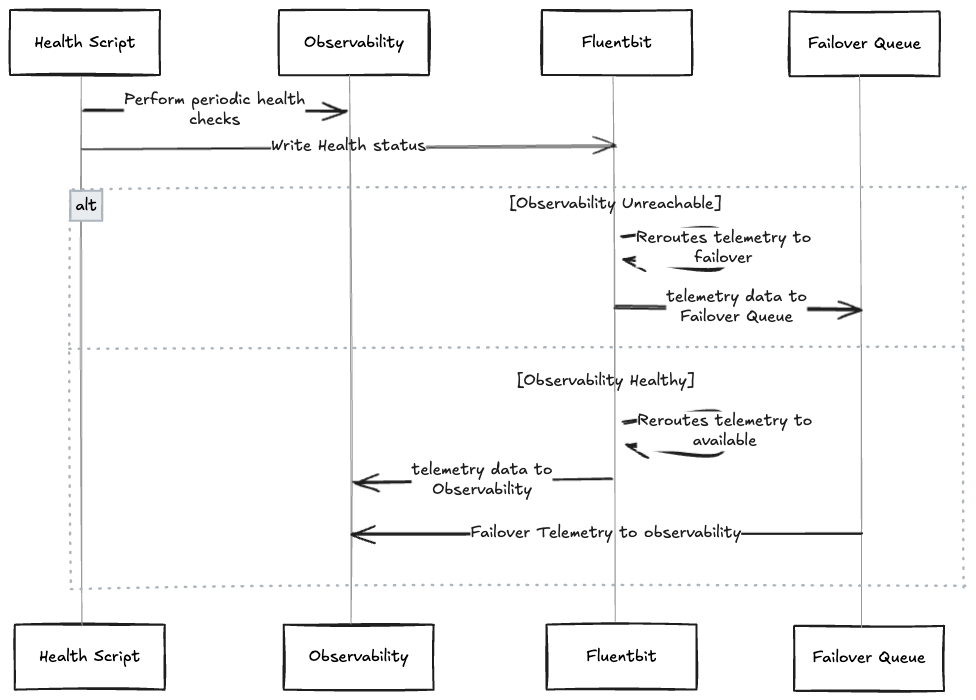 Health Script
Observability
Fluentbit
Failover Queue
Perform periodic health
checks
Write Health status
alt
[Observability Unreachable]
Reroutes telemetry to
failover
telemetry data to
Failover Queue
[Observability Healthy]
Reroutes telemetry to
available
telemetry data to
Observability
Failover Telemetry to observability
Health Script
Observability
Fluentbit
Failover Queue